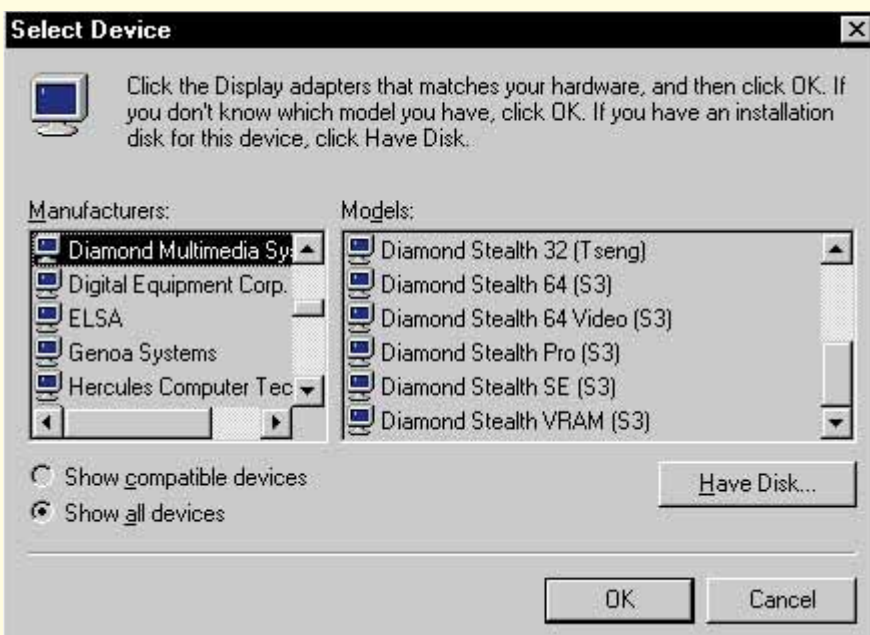 Select Device
Click the Display adapters that matches your hardware, and then click OK. If
you don't know which model you have, click OK. If you have an installation
disk for this device, click Have Disk.
Manufacturers:
Diamond Multimedia Sy
Digital Equipment Corp.
ELSA
Genoa Systems
Hercules Computer Tec
Models:
Diamond Stealth 32 (Tseng)
Diamond Stealth 64 (S3)
Diamond Stealth 64 Video (S3)
Diamond Stealth Pro (S3)
Diamond Stealth SE (S3)
Diamond Stealth VRAM (S3)
Show compatible devices
Show all devices
Have Disk...
OK
Cancel